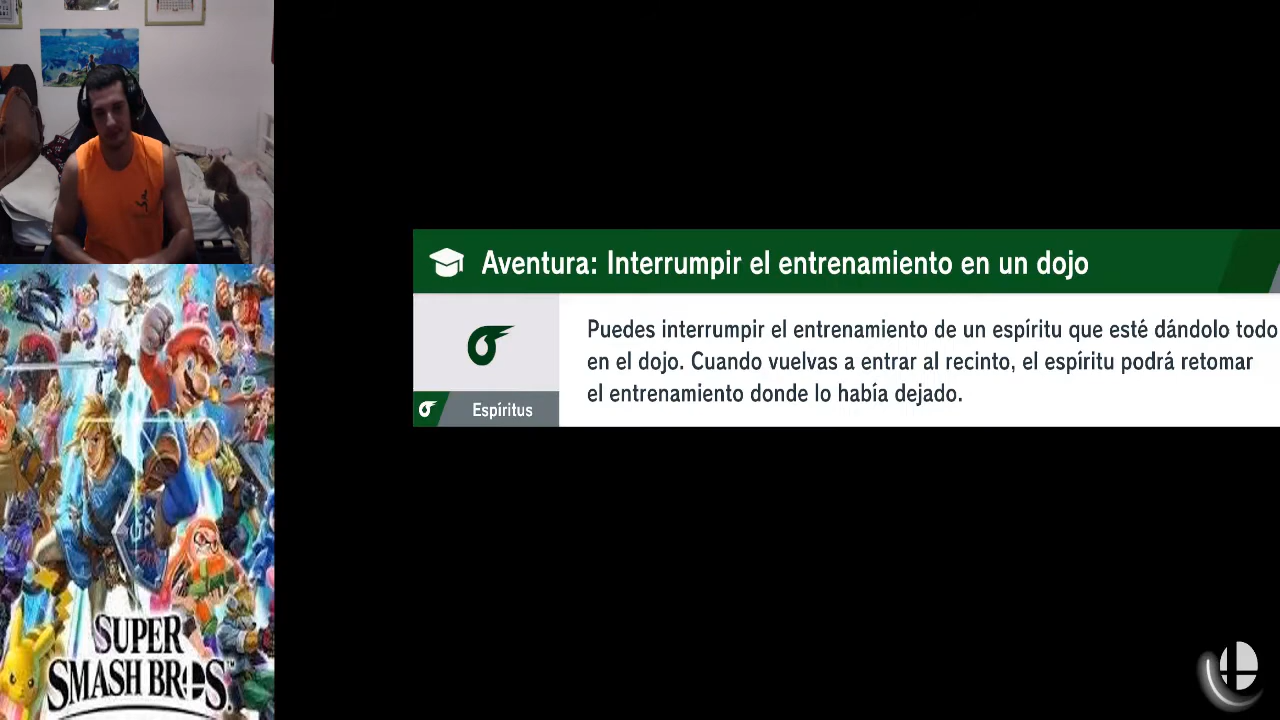 Aventura: Interrumpir el entrenamiento en un dojo
Puedes interrumpir el entrenamiento de un espíritu que esté dándolo todo
en el dojo. Cuando vuelvas a entrar al recinto, el espíritu podrá retomar
el entrenamiento donde lo había dejado.
Espíritus
SUPER
SMASH BROS.™